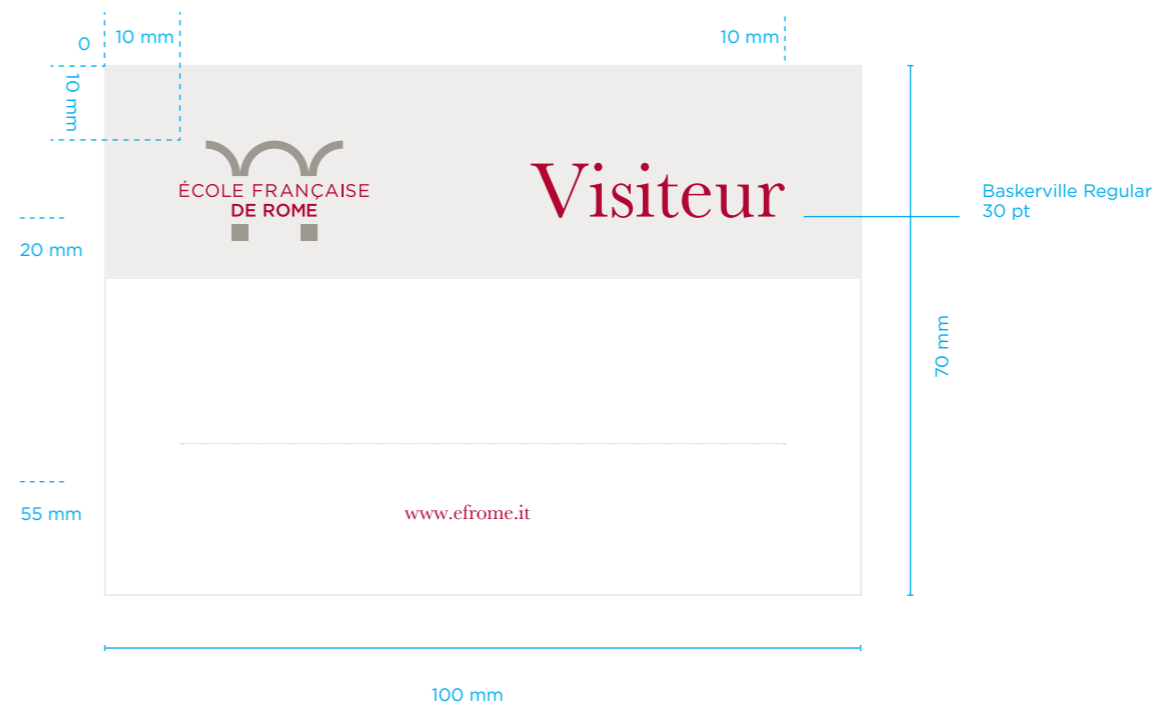 0
10 mm
10 mm
10 mm
ÉCOLE FRANÇAISE
DE ROME
Visiteur
Baskerville Regular
30 pt
20 mm
70 mm
55 mm
www.efrome.it
100 mm